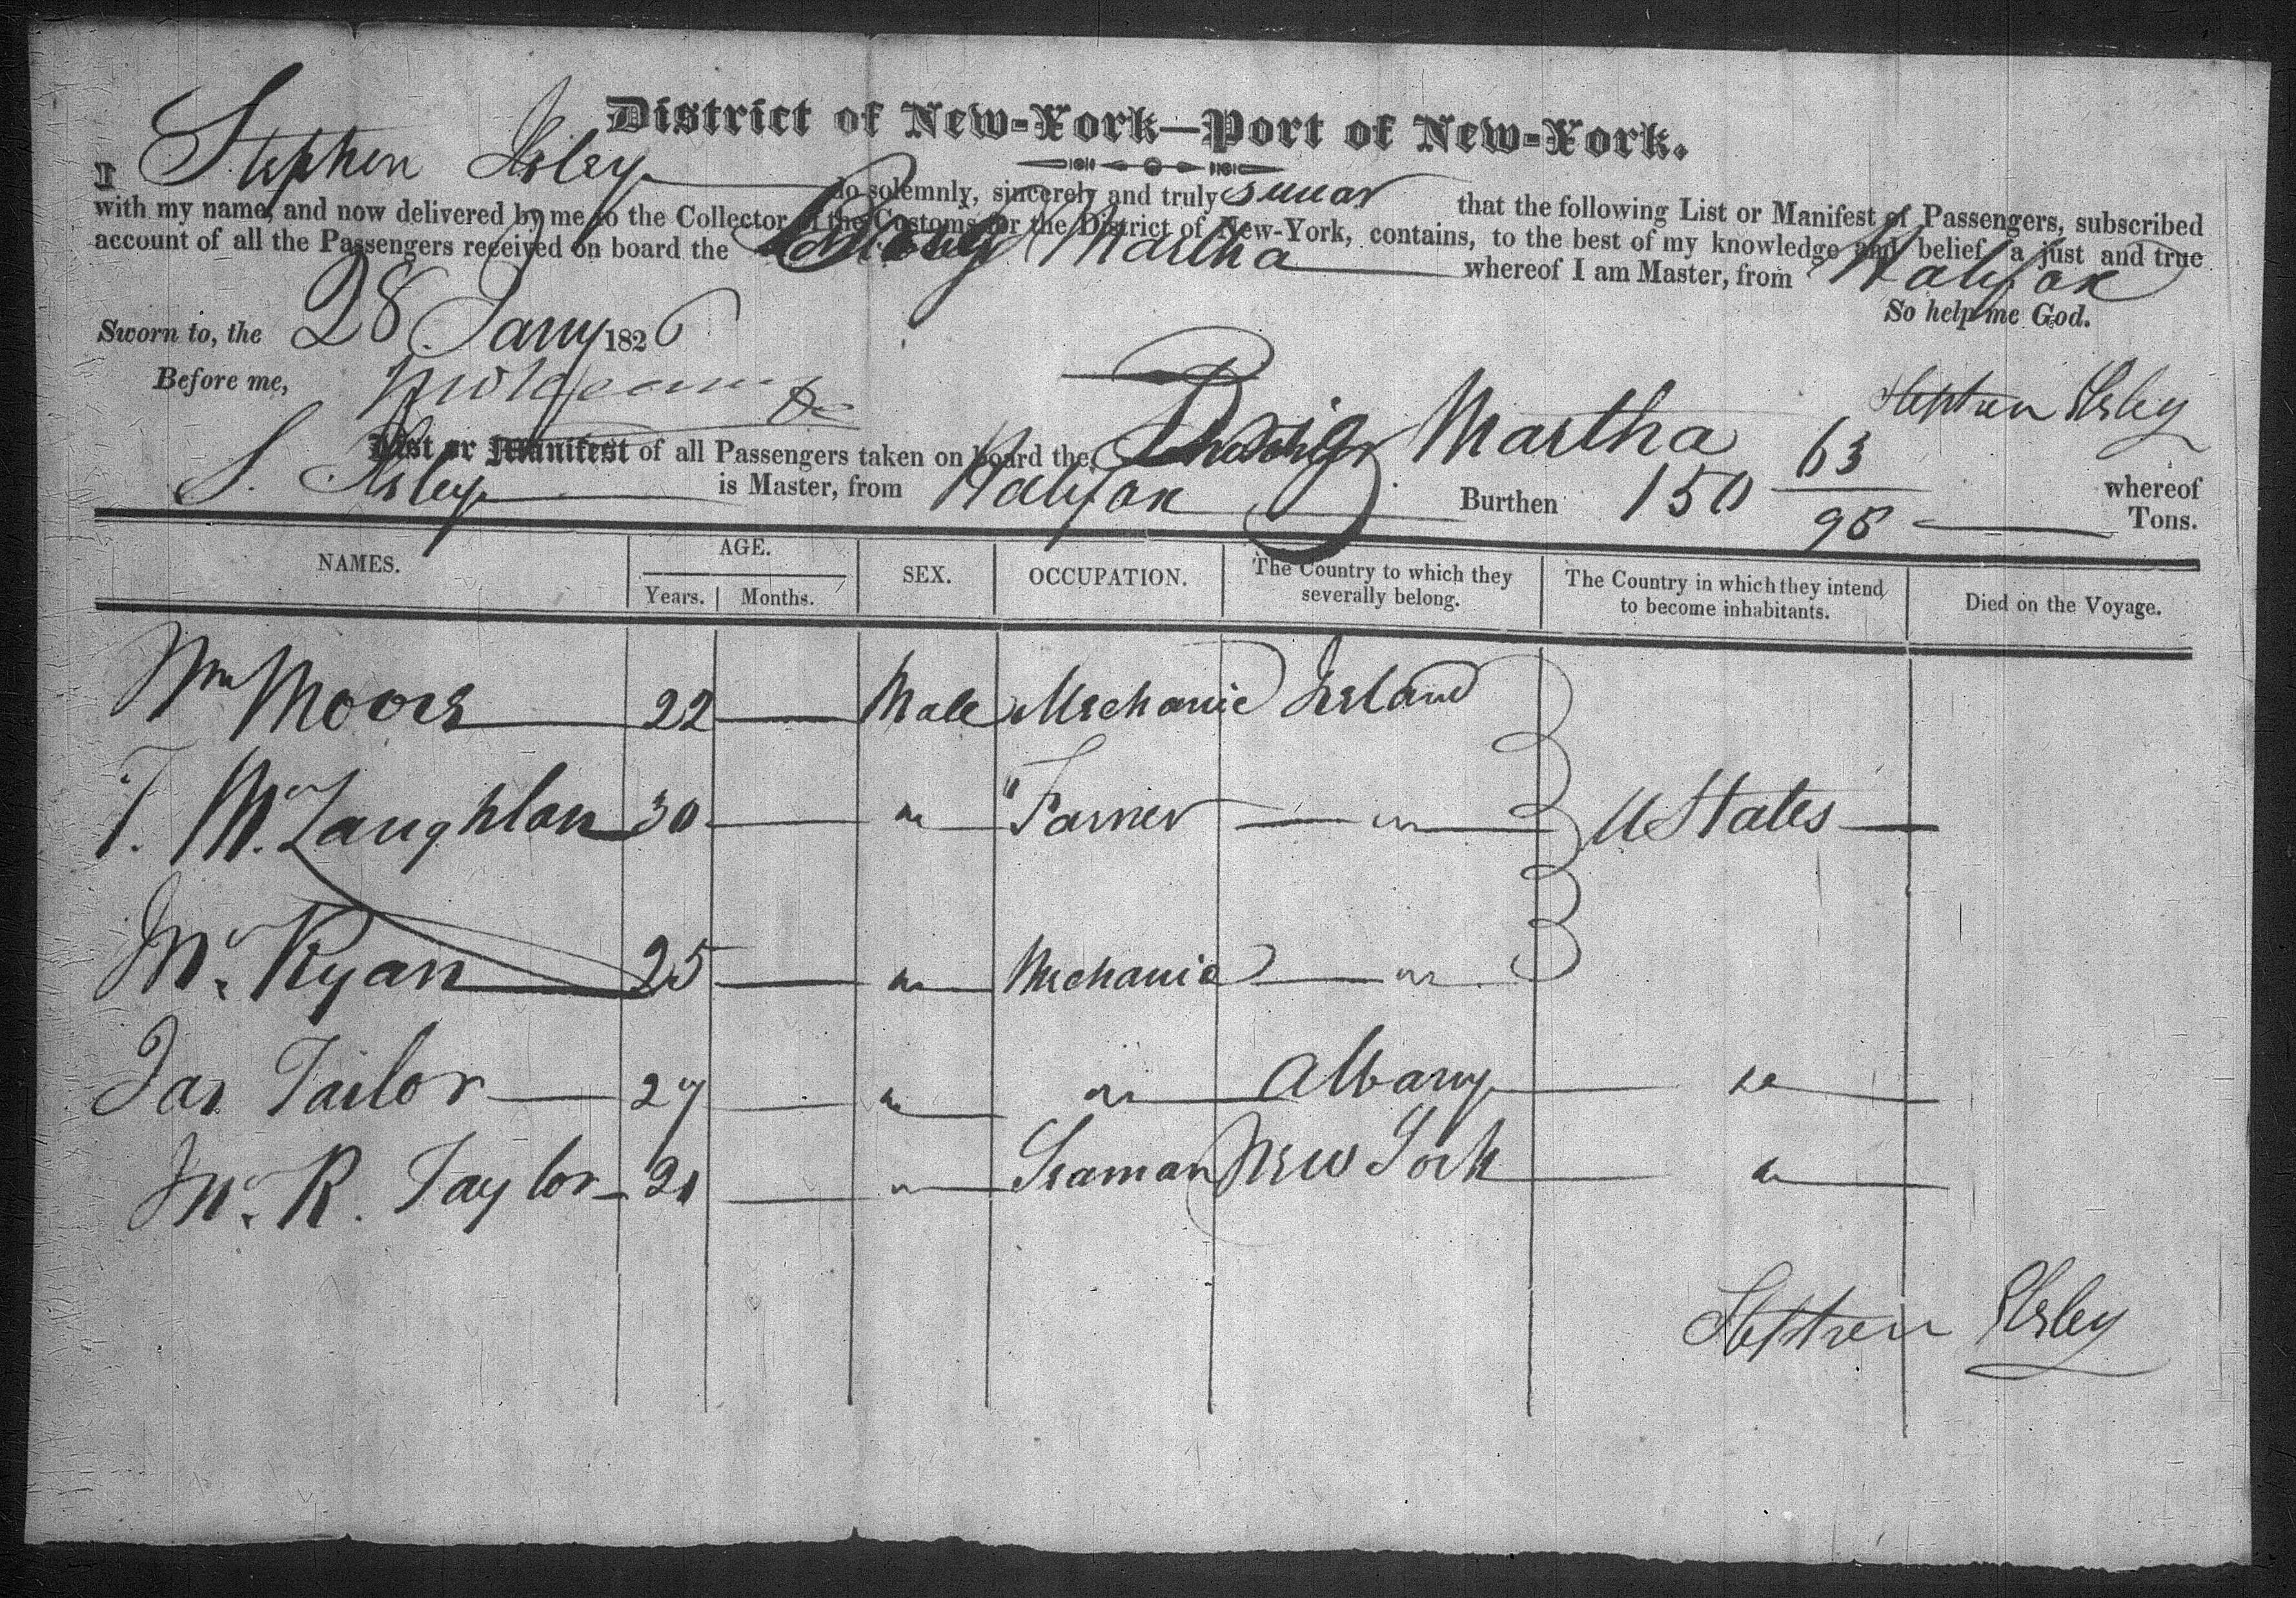 District of New-York—Port of New-York.
I Stephen Ilsley do solemnly, sincerely and truly swear that the following List or Manifest of Passengers, subscribed
with my name, and now delivered by me to the Collector of the Customs for the District of New-York, contains, to the best of my knowledge and belief, a just and true
account of all the Passengers received on board the Brig Martha whereof I am Master, from Halifax
So help me God.
Sworn to, the 28 Jany 1826
Before me,
Stephen Ilsley
List or Manifest of all Passengers taken on board the Brig Martha whereof
S. Ilsley is Master, from Halifax Burthen 150 63/95 Tons.
NAMES. AGE. SEX. OCCUPATION. The Country to which they severally belong. The Country in which they intend to become inhabitants. Died on the Voyage.
Years. Months.
Wm Moore 22 Male Mechanic Ireland
T. McLaughlan 30 " Farmer " U States
Mr. Ryan 25 " Mechanic "
Jas Tailor 27 " " Albany "
Mr. R. Taylor 21 " Seaman New York "
Stephen Ilsley